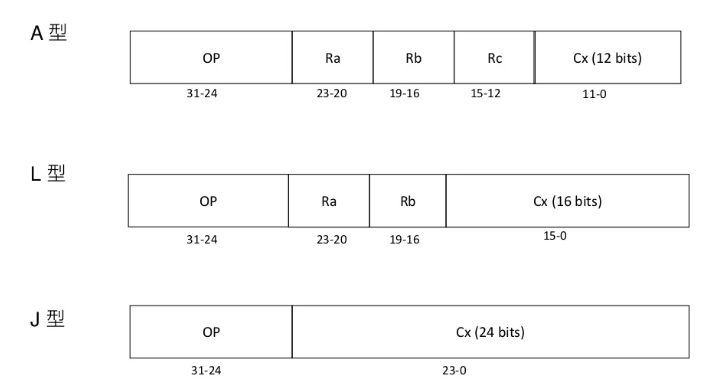 A 型
OP Ra Rb Rc Cx (12 bits)
31-24 23-20 19-16 15-12 11-0
L 型
OP Ra Rb Cx (16 bits)
31-24 23-20 19-16 15-0
J 型
OP Cx (24 bits)
31-24 23-0